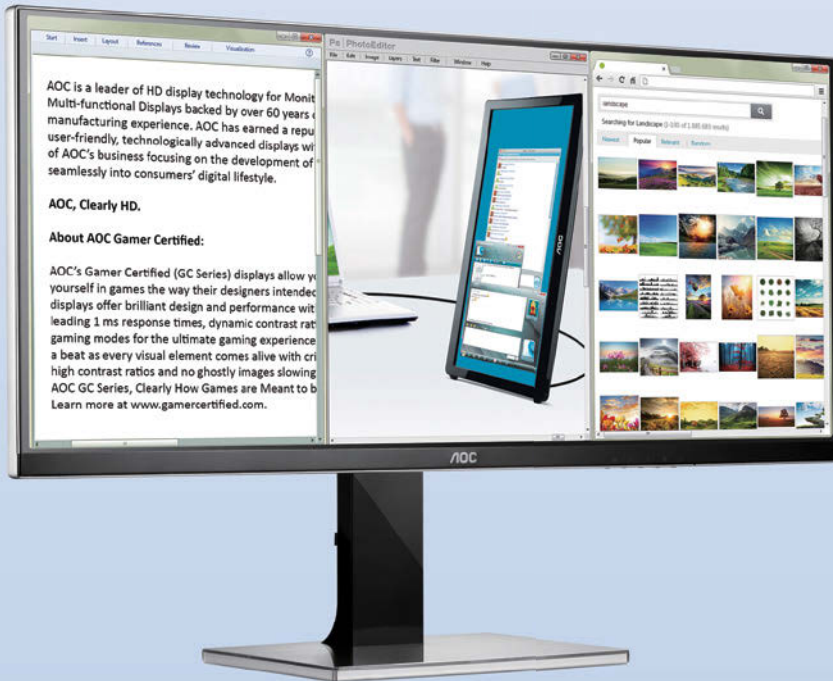 Start Insert Layout References Review Visualisation
AOC is a leader of HD display technology for Monit
Multi-functional Displays backed by over 60 years
manufacturing experience. AOC has earned a repu
user-friendly, technologically advanced displays wi
of AOC's business focusing on the development of
seamlessly into consumers' digital lifestyle.
AOC, Clearly HD.
About AOC Gamer Certified:
AOC's Gamer Certified (GC Series) displays allow yo
yourself in games the way their designers intended
displays offer brilliant design and performance wit
leading 1 ms response times, dynamic contrast rati
gaming modes for the ultimate gaming experience
a beat as every visual element comes alive with cri
high contrast ratios and no ghostly images slowing
AOC GC Series, Clearly How Games are Meant to b
Learn more at www.gamercertified.com.
Ps PhotoEditor
File Edit Image Layers Text Filter Window Help
AOC
landscape
Searching for Landscape
Newest Popular Relevant Random
AOC